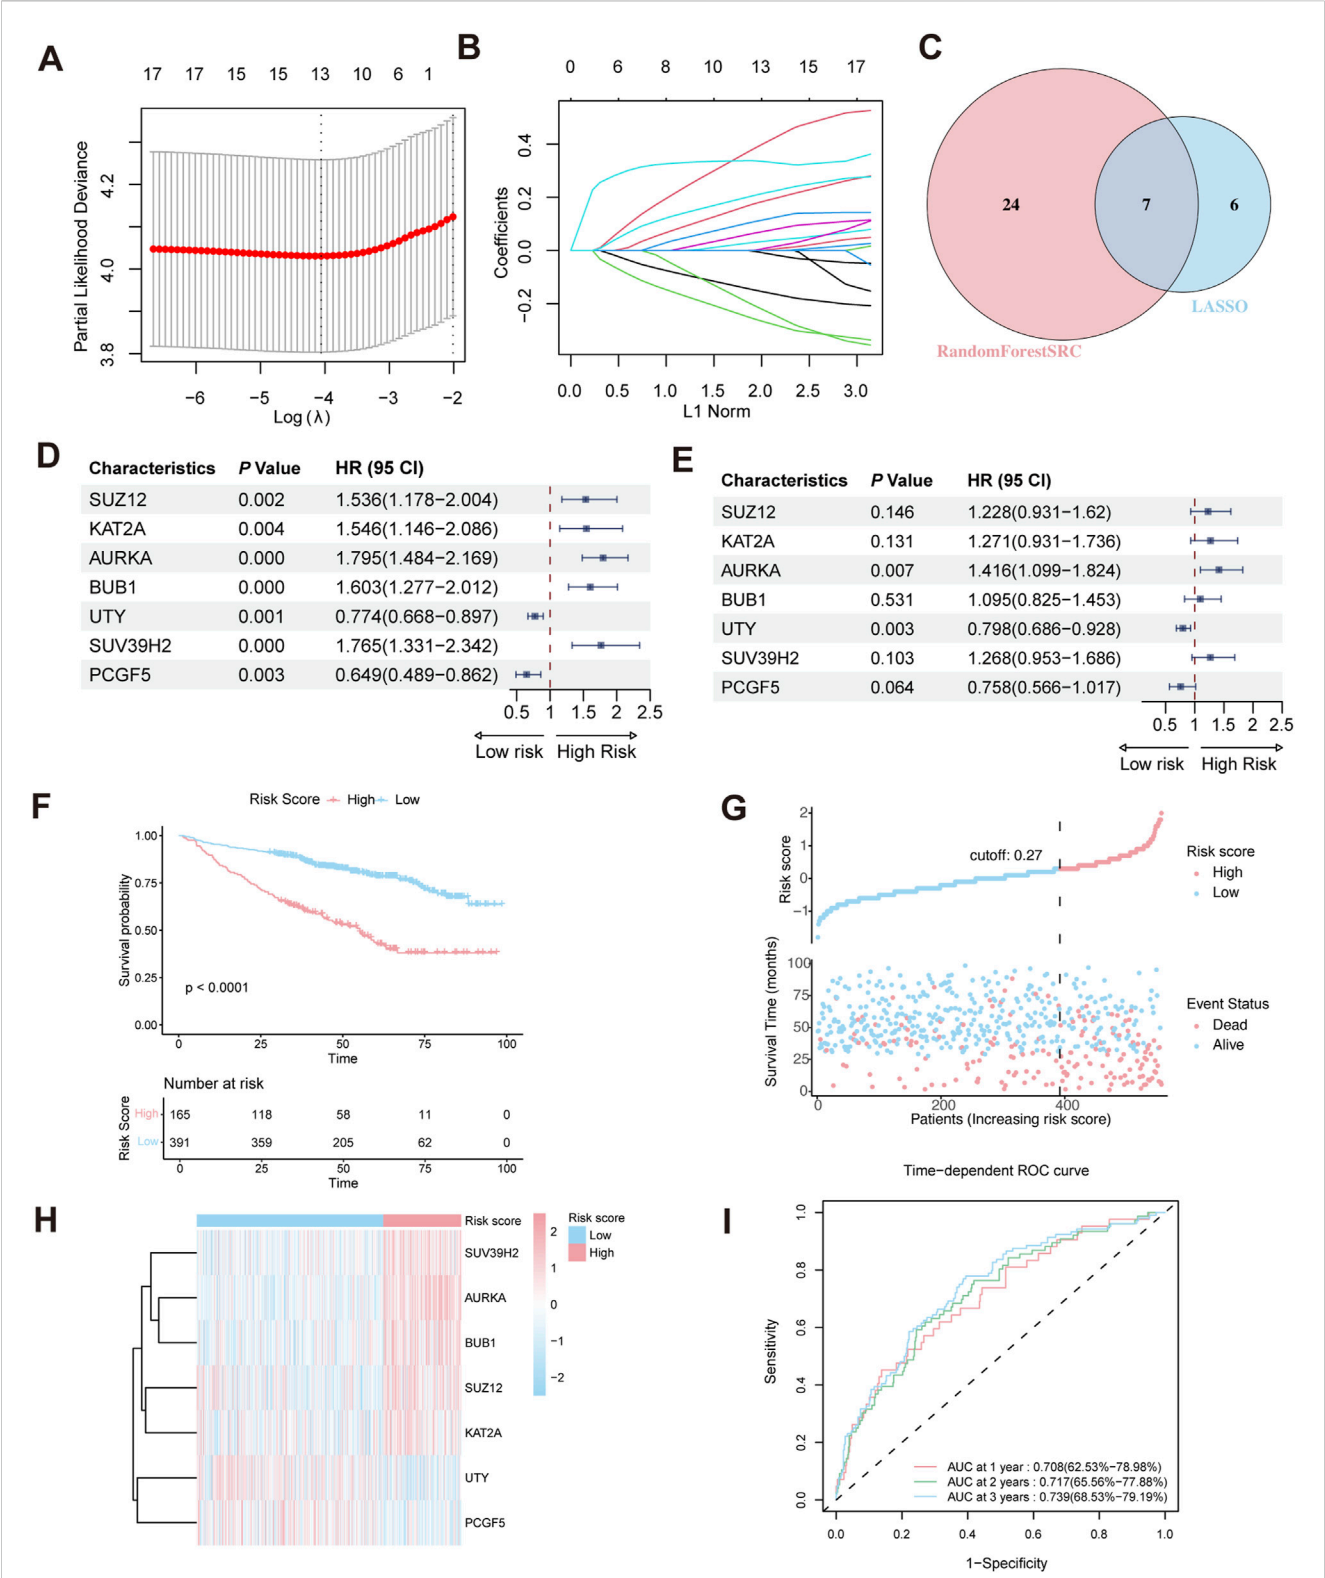 A
17 17 15 15 13 10 6 1
Partial Likelihood Deviance
4.2
4.0
3.8
−6 −5 −4 −3 −2
Log (λ)
B
0 6 8 10 13 15 17
Coefficients
0.4
0.2
0.0
−0.2
0.0 0.5 1.0 1.5 2.0 2.5 3.0
L1 Norm
C
24 7 6
LASSO
RandomForestSRC
D
Characteristics P Value HR (95 CI)
SUZ12 0.002 1.536(1.178−2.004)
KAT2A 0.004 1.546(1.146−2.086)
AURKA 0.000 1.795(1.484−2.169)
BUB1 0.000 1.603(1.277−2.012)
UTY 0.001 0.774(0.668−0.897)
SUV39H2 0.000 1.765(1.331−2.342)
PCGF5 0.003 0.649(0.489−0.862)
0.5 1 1.5 2 2.5
Low risk High Risk
E
Characteristics P Value HR (95 CI)
SUZ12 0.146 1.228(0.931−1.62)
KAT2A 0.131 1.271(0.931−1.736)
AURKA 0.007 1.416(1.099−1.824)
BUB1 0.531 1.095(0.825−1.453)
UTY 0.003 0.798(0.686−0.928)
SUV39H2 0.103 1.268(0.953−1.686)
PCGF5 0.064 0.758(0.566−1.017)
0.5 1 1.5 2 2.5
Low risk High Risk
F
Risk Score High Low
Survival probability
1.00
0.75
0.50
0.25
0.00
p < 0.0001
0 25 50 75 100
Time
Number at risk
Risk Score
High 165 118 58 11 0
Low 391 359 205 62 0
0 25 50 75 100
Time
G
Risk score
2
1
0
−1
cutoff: 0.27
Risk score
High
Low
Survival Time (months)
100
75
50
25
0
Event Status
Dead
Alive
0 200 400
Patients (Increasing risk score)
H
Risk score
SUV39H2
AURKA
BUB1
SUZ12
KAT2A
UTY
PCGF5
2
1
0
−1
−2
Risk score
Low
High
I
Time−dependent ROC curve
Sensitivity
1.0
0.8
0.6
0.4
0.2
0.0
AUC at 1 year : 0.708(62.53%−78.98%)
AUC at 2 years : 0.717(65.56%−77.88%)
AUC at 3 years : 0.739(68.53%−79.19%)
0.0 0.2 0.4 0.6 0.8 1.0
1−Specificity